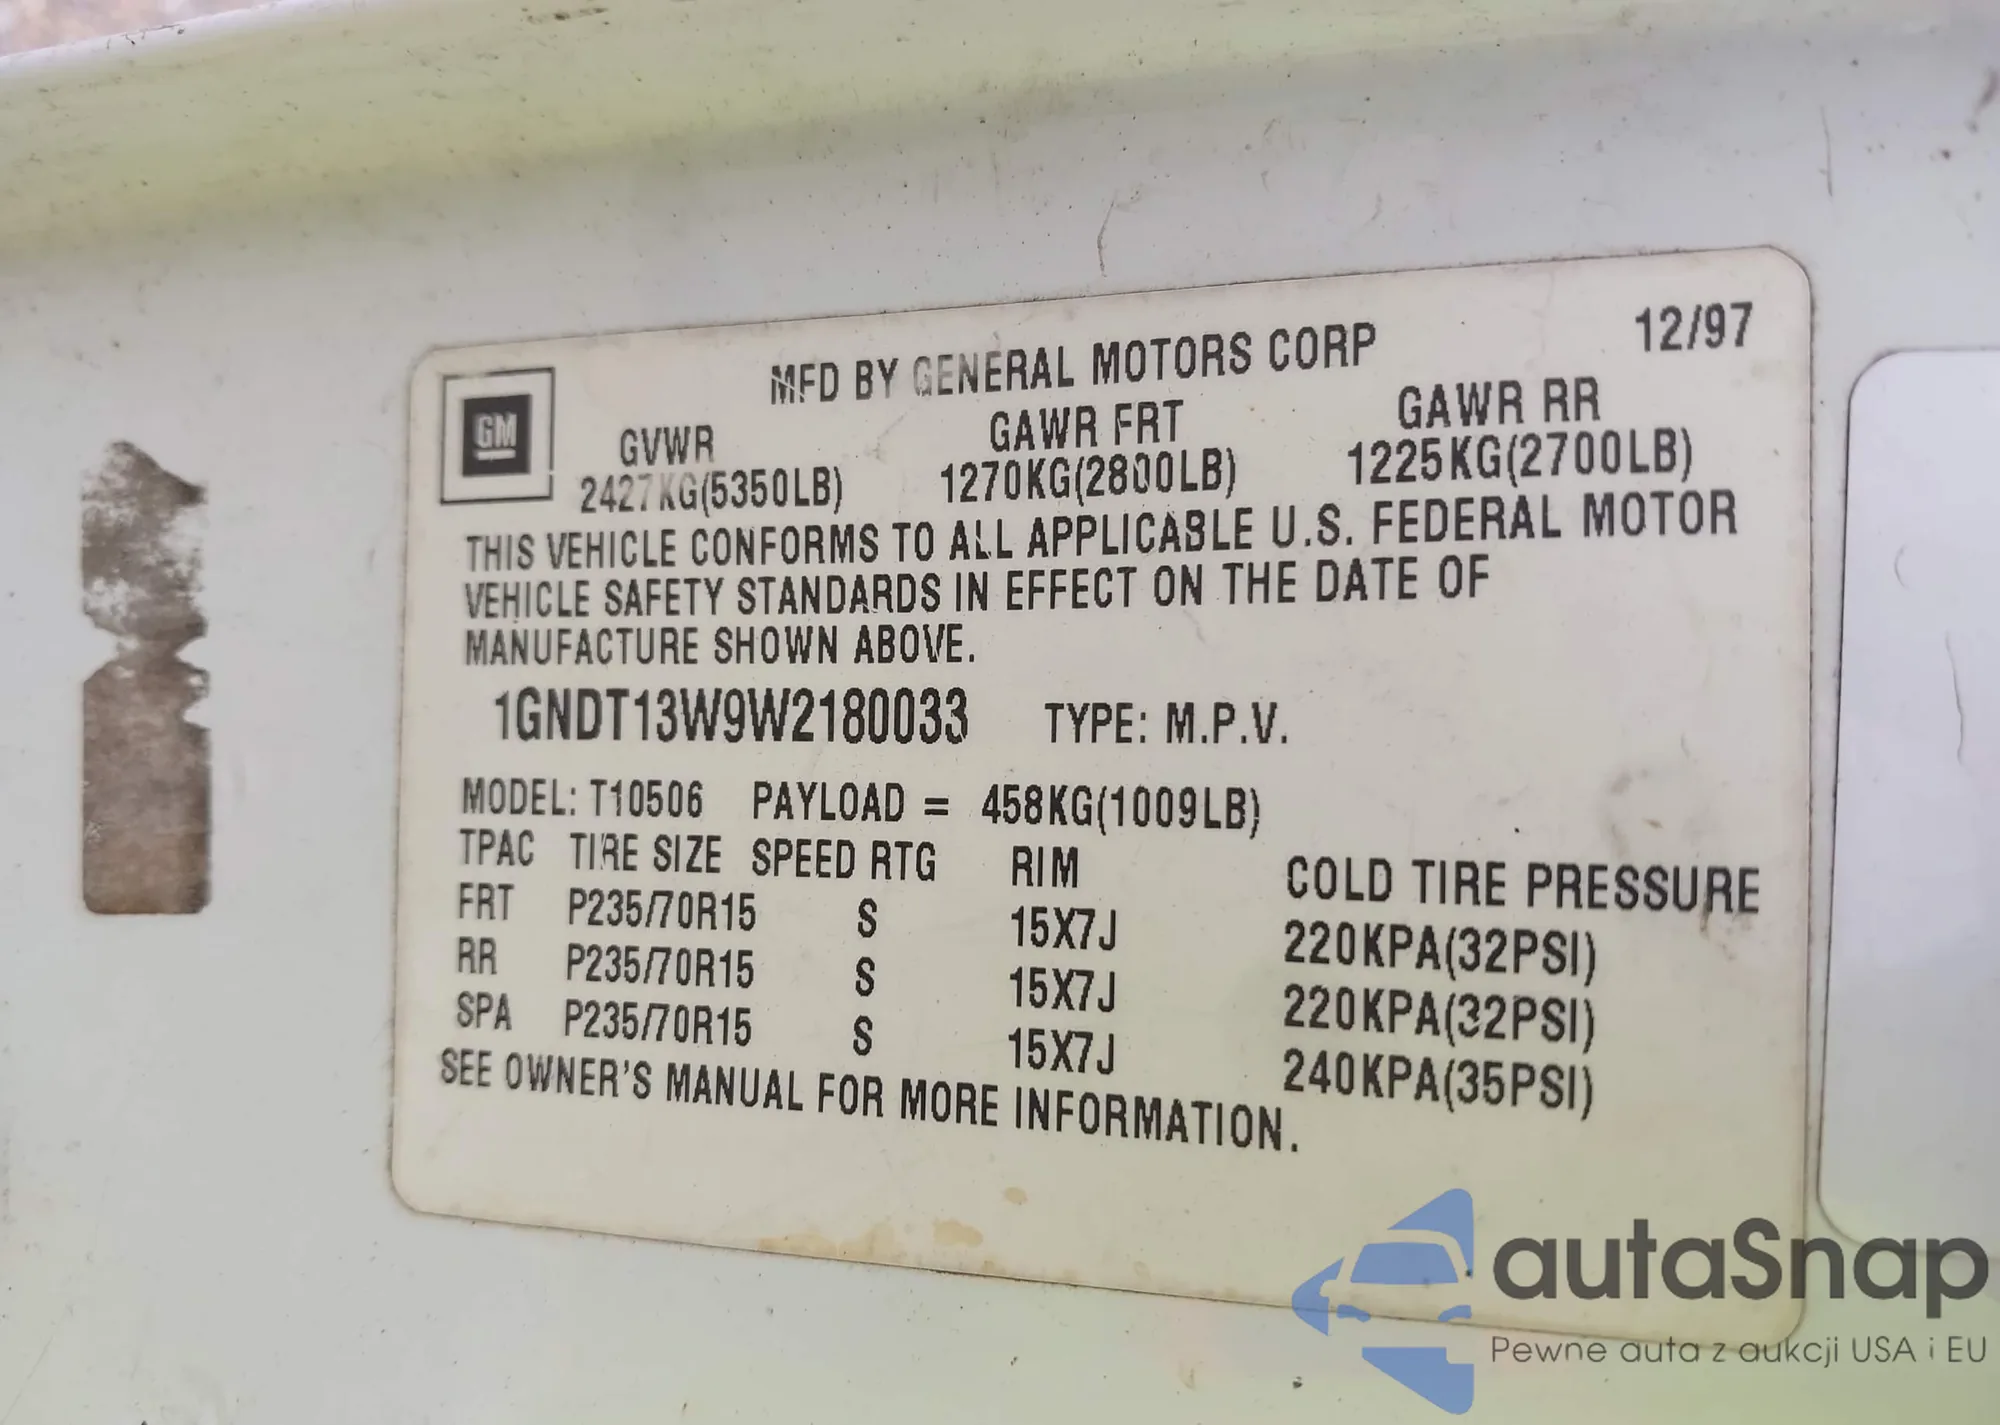 12/97
MFD BY GENERAL MOTORS CORP
GM
GVWR GAWR FRT GAWR RR
2427KG(5350LB) 1270KG(2800LB) 1225KG(2700LB)
THIS VEHICLE CONFORMS TO ALL APPLICABLE U.S. FEDERAL MOTOR
VEHICLE SAFETY STANDARDS IN EFFECT ON THE DATE OF
MANUFACTURE SHOWN ABOVE.
1GNDT13W9W2180033 TYPE: M.P.V.
MODEL: T10506 PAYLOAD = 458KG(1009LB)
TPAC TIRE SIZE SPEED RTG RIM COLD TIRE PRESSURE
FRT P235/70R15 S 15X7J 220KPA(32PSI)
RR P235/70R15 S 15X7J 220KPA(32PSI)
SPA P235/70R15 S 15X7J 240KPA(35PSI)
SEE OWNER'S MANUAL FOR MORE INFORMATION.
autaSnap
Pewne auta z aukcji USA i EU